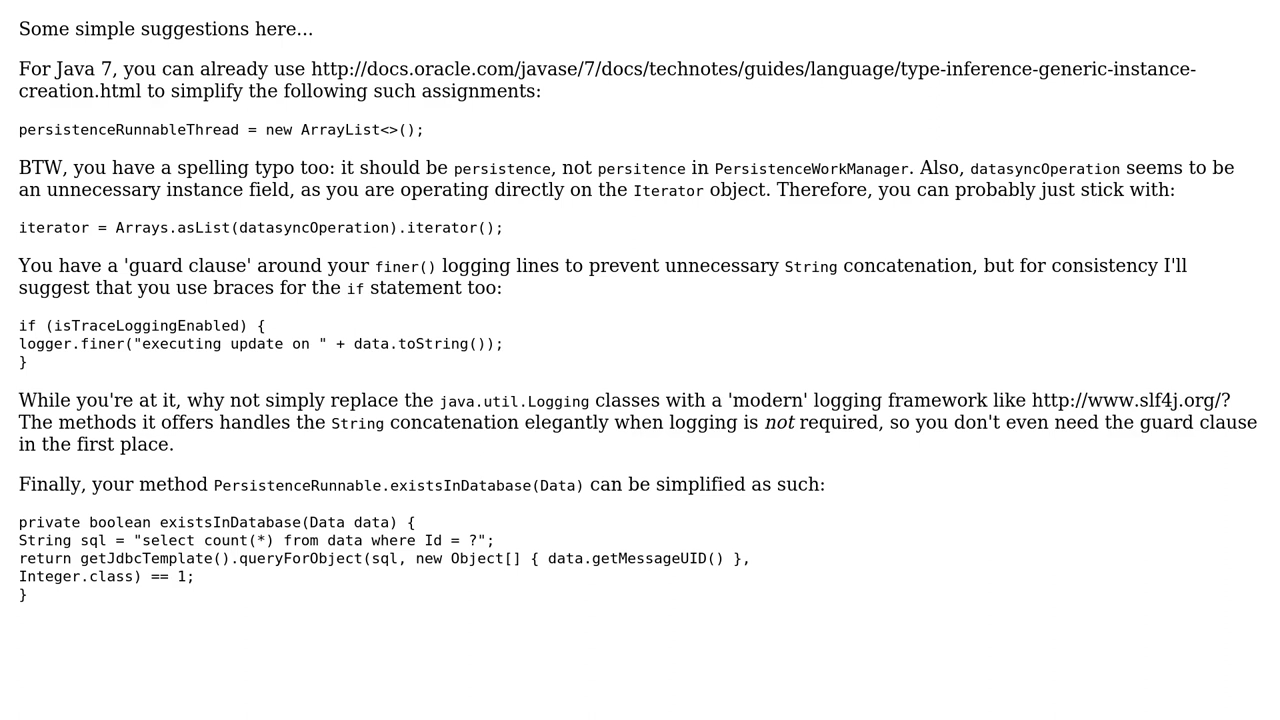 Some simple suggestions here...
For Java 7, you can already use http://docs.oracle.com/javase/7/docs/technotes/guides/language/type-inference-generic-instance-
creation.html to simplify the following such assignments:
persistenceRunnableThread = new ArrayList<>();
BTW, you have a spelling typo too: it should be persistence, not persitence in PersistenceWorkManager. Also, datasyncOperation seems to be
an unnecessary instance field, as you are operating directly on the Iterator object. Therefore, you can probably just stick with:
iterator = Arrays.asList(datasyncOperation).iterator();
You have a 'guard clause' around your finer() logging lines to prevent unnecessary String concatenation, but for consistency I'll
suggest that you use braces for the if statement too:
if (isTraceLoggingEnabled) {
logger.finer("executing update on " + data.toString());
}
While you're at it, why not simply replace the java.util.Logging classes with a 'modern' logging framework like http://www.slf4j.org/?
The methods it offers handles the String concatenation elegantly when logging is not required, so you don't even need the guard clause
in the first place.
Finally, your method PersistenceRunnable.existsInDatabase(Data) can be simplified as such:
private boolean existsInDatabase(Data data) {
String sql = "select count(*) from data where Id = ?";
return getJdbcTemplate().queryForObject(sql, new Object[] { data.getMessageUID() },
Integer.class) == 1;
}